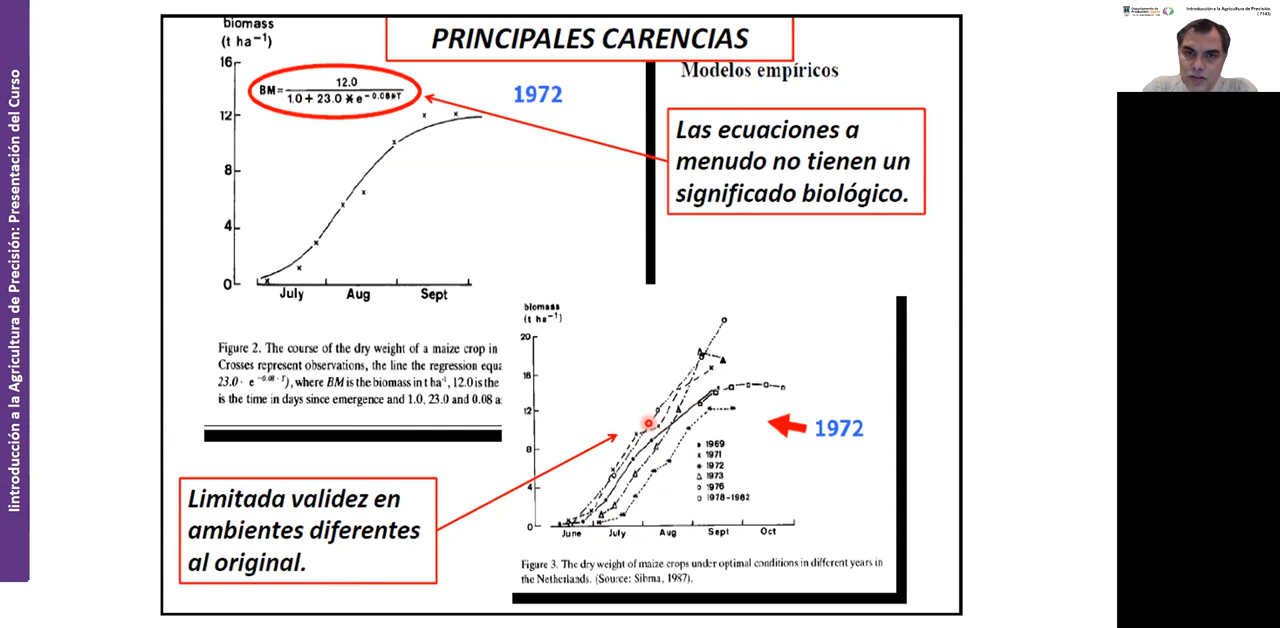 Iintroducción a la Agricultura de Precisión: Presentación del Curso
Introducción a la Agricultura de Precisión
(7143)
PRINCIPALES CARENCIAS
Modelos empíricos
biomass
(t ha⁻¹)
16
12
8
4
0
BM= 12.0
1.0 + 23.0 * e^-0.08*T
1972
July Aug Sept
Las ecuaciones a
menudo no tienen un
significado biológico.
Figure 2. The course of the dry weight of a maize crop in
Crosses represent observations, the line the regression equa
23.0 · e^-0.08 · T), where BM is the biomass in t ha⁻¹, 12.0 is the
is the time in days since emergence and 1.0, 23.0 and 0.08 a
Limitada validez en
ambientes diferentes
al original.
biomass
(t ha⁻¹)
20
16
12
8
4
0
1969
1971
1972
1973
1976
1978-1982
June July Aug Sept Oct
1972
Figure 3. The dry weight of maize crops under optimal conditions in different years in
the Netherlands. (Source: Sibma, 1987).